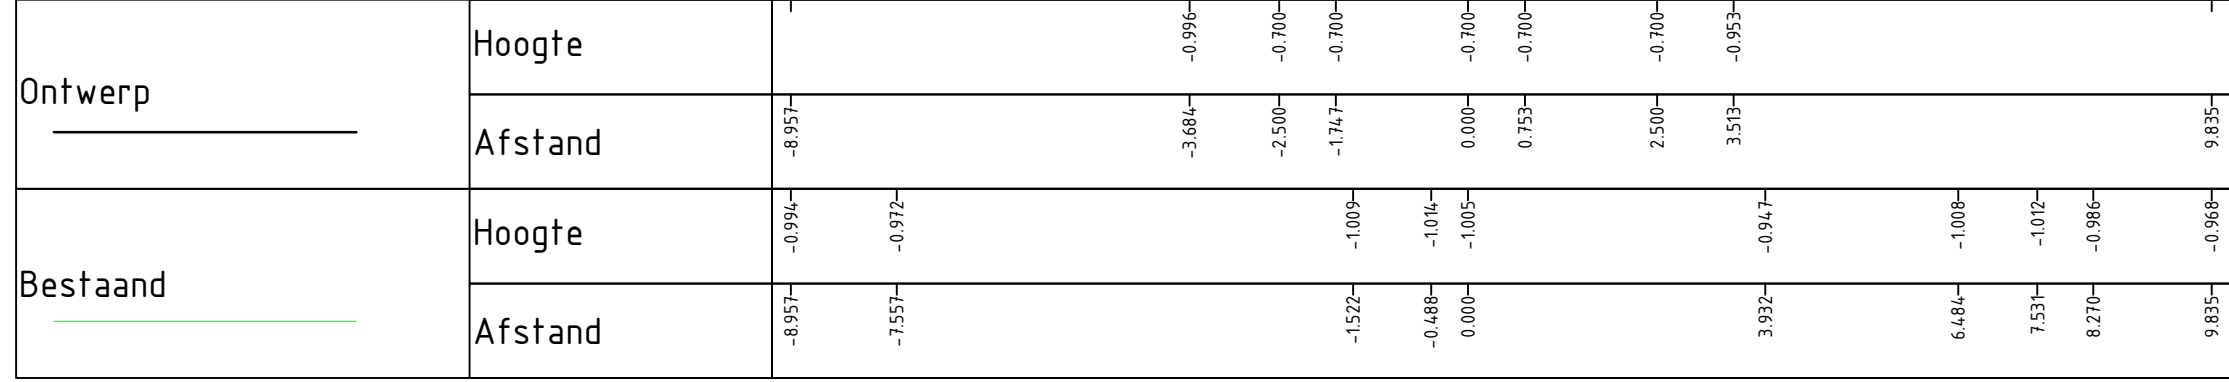 Ontwerp
Hoogte
-0.996 -0.700 -0.700 -0.700 -0.700 -0.700 -0.953
Afstand
-8.957 -3.684 -2.500 -1.747 0.000 0.753 2.500 3.513 9.835
Bestaand
Hoogte
-0.994 -0.972 -1.009 -1.014 -1.005 -0.947 -1.008 -1.012 -0.986 -0.968
Afstand
-8.957 -7.557 -1.522 -0.488 0.000 3.932 6.484 7.531 8.270 9.835